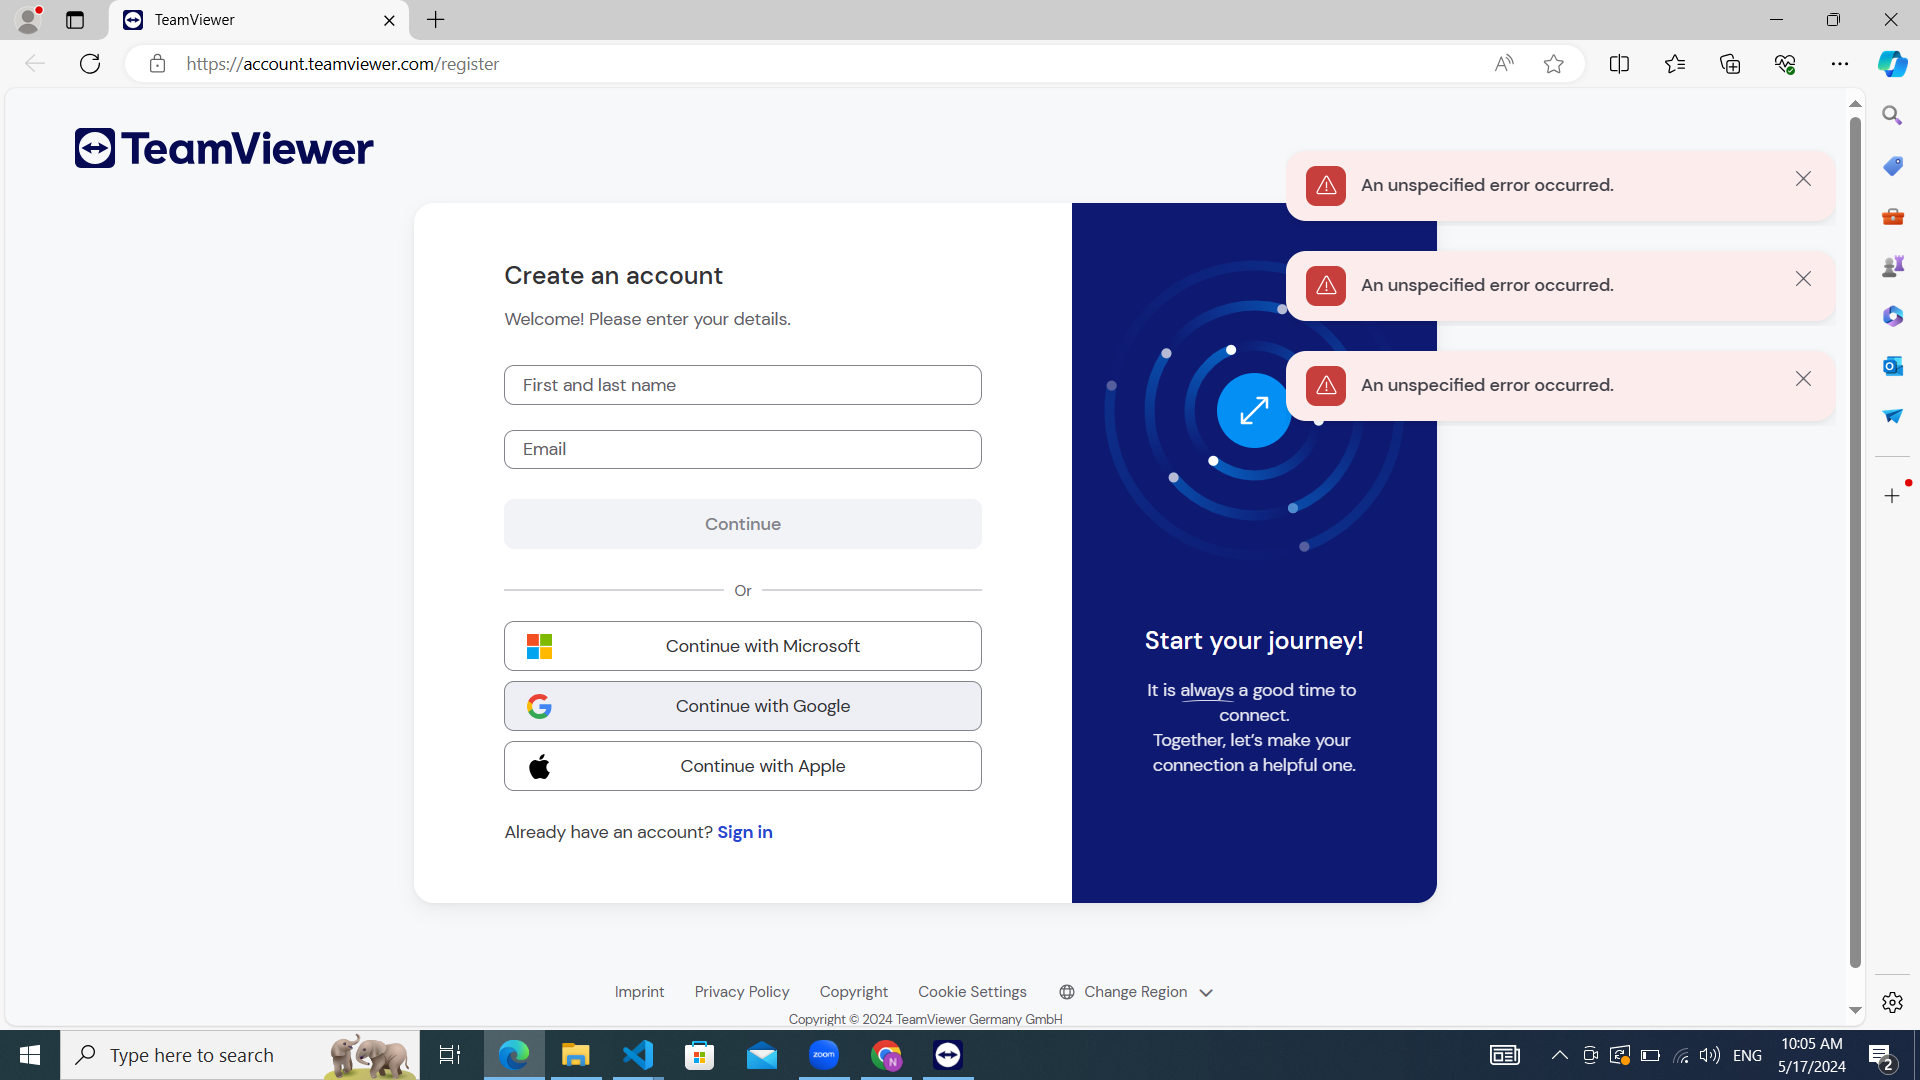 TeamViewer
https://account.teamviewer.com/register
TeamViewer
An unspecified error occurred.
An unspecified error occurred.
An unspecified error occurred.
Create an account
Welcome! Please enter your details.
First and last name
Email
Continue
Or
Continue with Microsoft
Continue with Google
Continue with Apple
Already have an account? Sign in
Start your journey!
It is always a good time to
connect.
Together, let's make your
connection a helpful one.
Imprint Privacy Policy Copyright Cookie Settings Change Region
Copyright © 2024 TeamViewer Germany GmbH
Type here to search
zoom
N
ENG
10:05 AM
5/17/2024
2